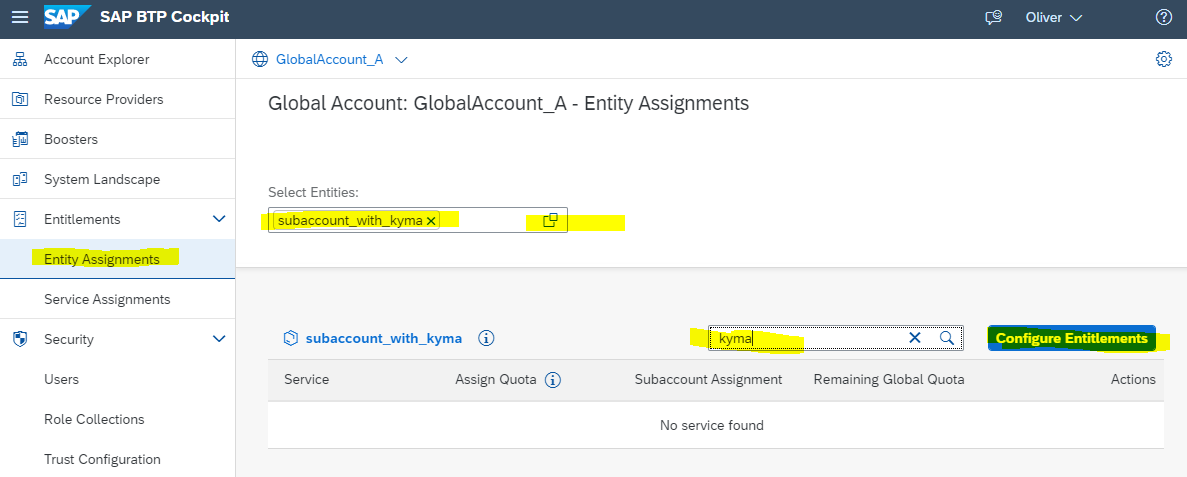 SAP SAP BTP Cockpit Oliver
Account Explorer
Resource Providers
Boosters
System Landscape
Entitlements
Entity Assignments
Service Assignments
Security
Users
Role Collections
Trust Configuration
GlobalAccount_A
Global Account: GlobalAccount_A - Entity Assignments
Select Entities:
subaccount_with_kyma
subaccount_with_kyma kyma Configure Entitlements
Service Assign Quota Subaccount Assignment Remaining Global Quota Actions
No service found